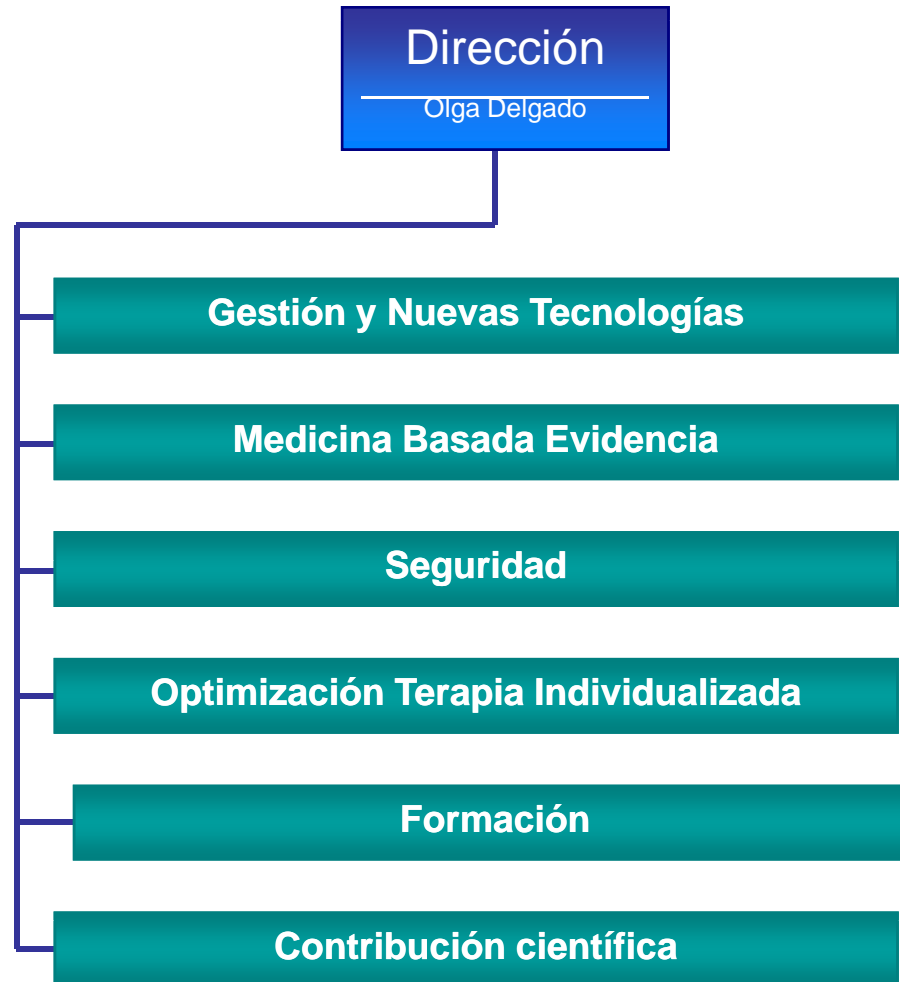 Dirección
Olga Delgado
Gestión y Nuevas Tecnologías
Medicina Basada Evidencia
Seguridad
Optimización Terapia Individualizada
Formación
Contribución científica